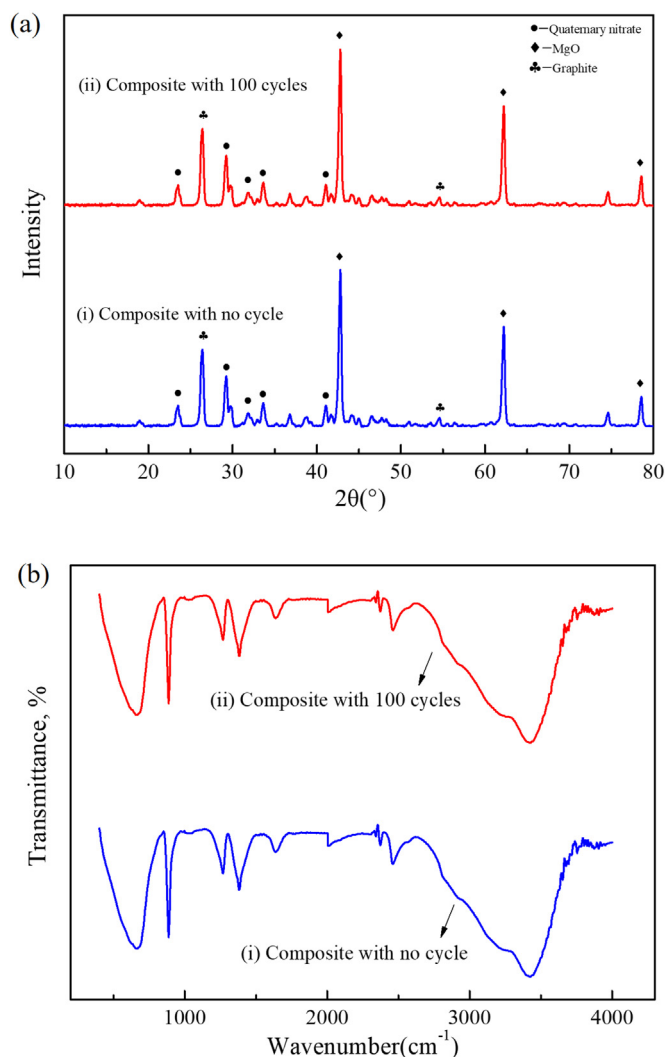 (a)
●—Quaternary nitrate
♦—MgO
♣—Graphite
(ii) Composite with 100 cycles
(i) Composite with no cycle
Intensity
10 20 30 40 50 60 70 80
2θ(°)
(b)
(ii) Composite with 100 cycles
(i) Composite with no cycle
Transmittance, %
1000 2000 3000 4000
Wavenumber(cm⁻¹)